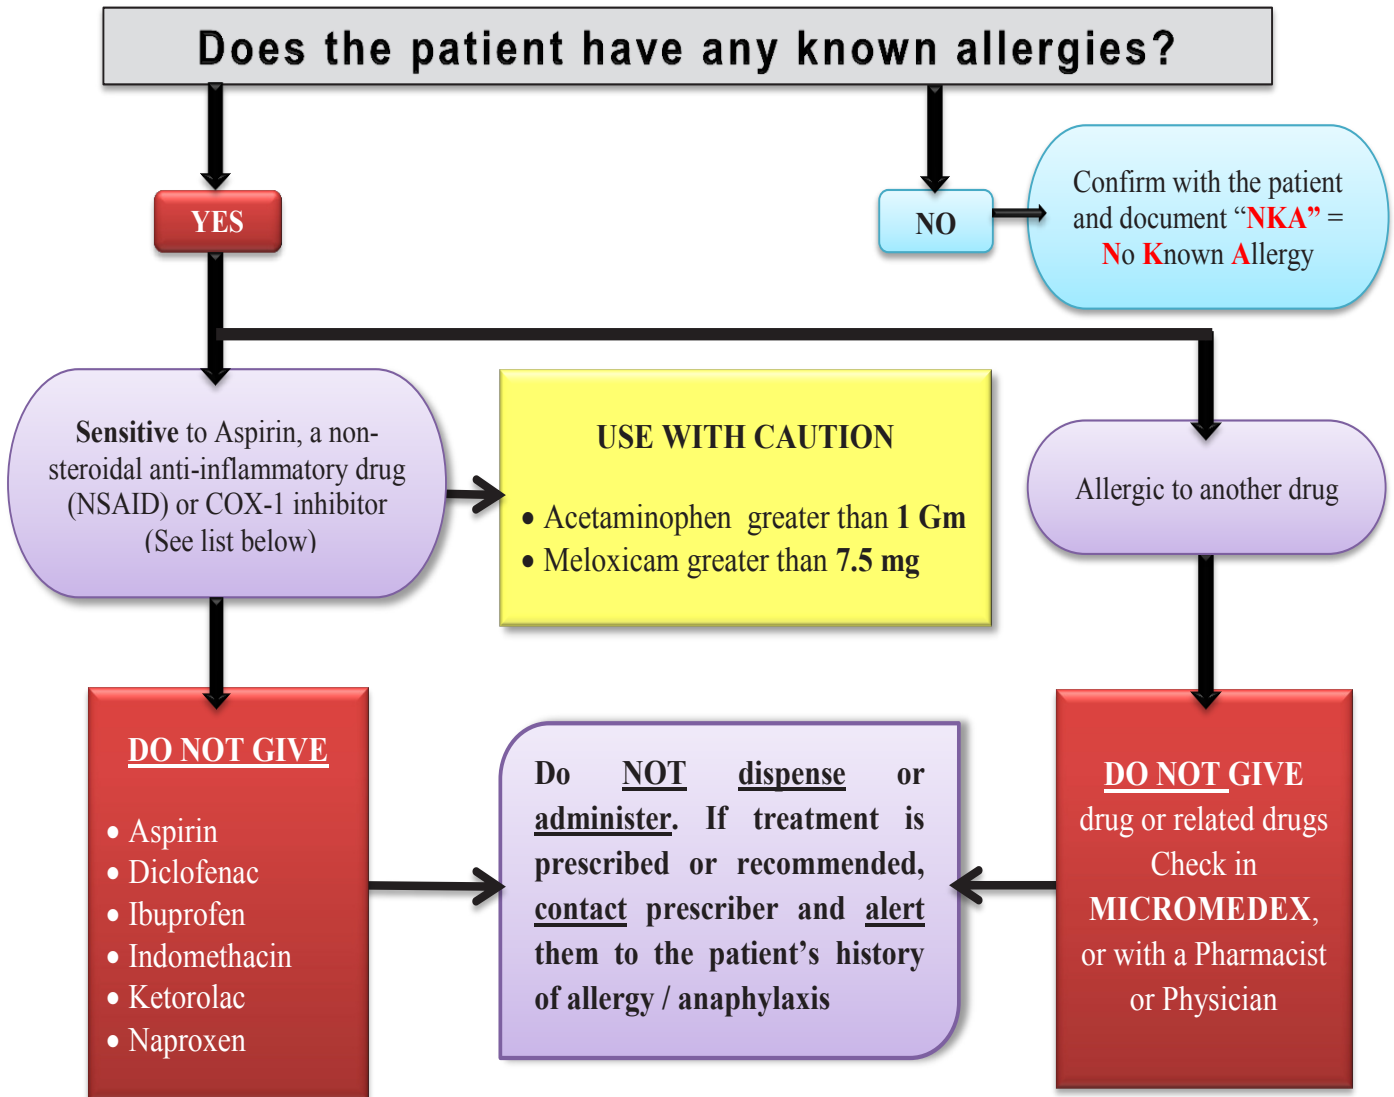 Does the patient have any known allergies?
YES
NO
Confirm with the patient
and document “NKA” =
No Known Allergy
Sensitive to Aspirin, a non-
steroidal anti-inflammatory drug
(NSAID) or COX-1 inhibitor
(See list below)
USE WITH CAUTION
• Acetaminophen greater than 1 Gm
• Meloxicam greater than 7.5 mg
Allergic to another drug
DO NOT GIVE
• Aspirin
• Diclofenac
• Ibuprofen
• Indomethacin
• Ketorolac
• Naproxen
Do NOT dispense or
administer. If treatment is
prescribed or recommended,
contact prescriber and alert
them to the patient’s history
of allergy / anaphylaxis
DO NOT GIVE
drug or related drugs
Check in
MICROMEDEX,
or with a Pharmacist
or Physician